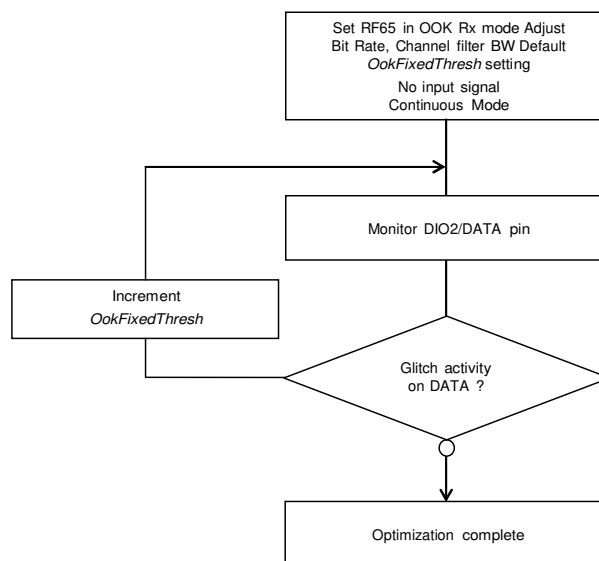 Set RF65 in OOK Rx mode Adjust
Bit Rate, Channel filter BW Default
OokFixedThresh setting
No input signal
Continuous Mode
Monitor DIO2/DATA pin
Increment
OokFixedThresh
Glitch activity
on DATA ?
Optimization complete